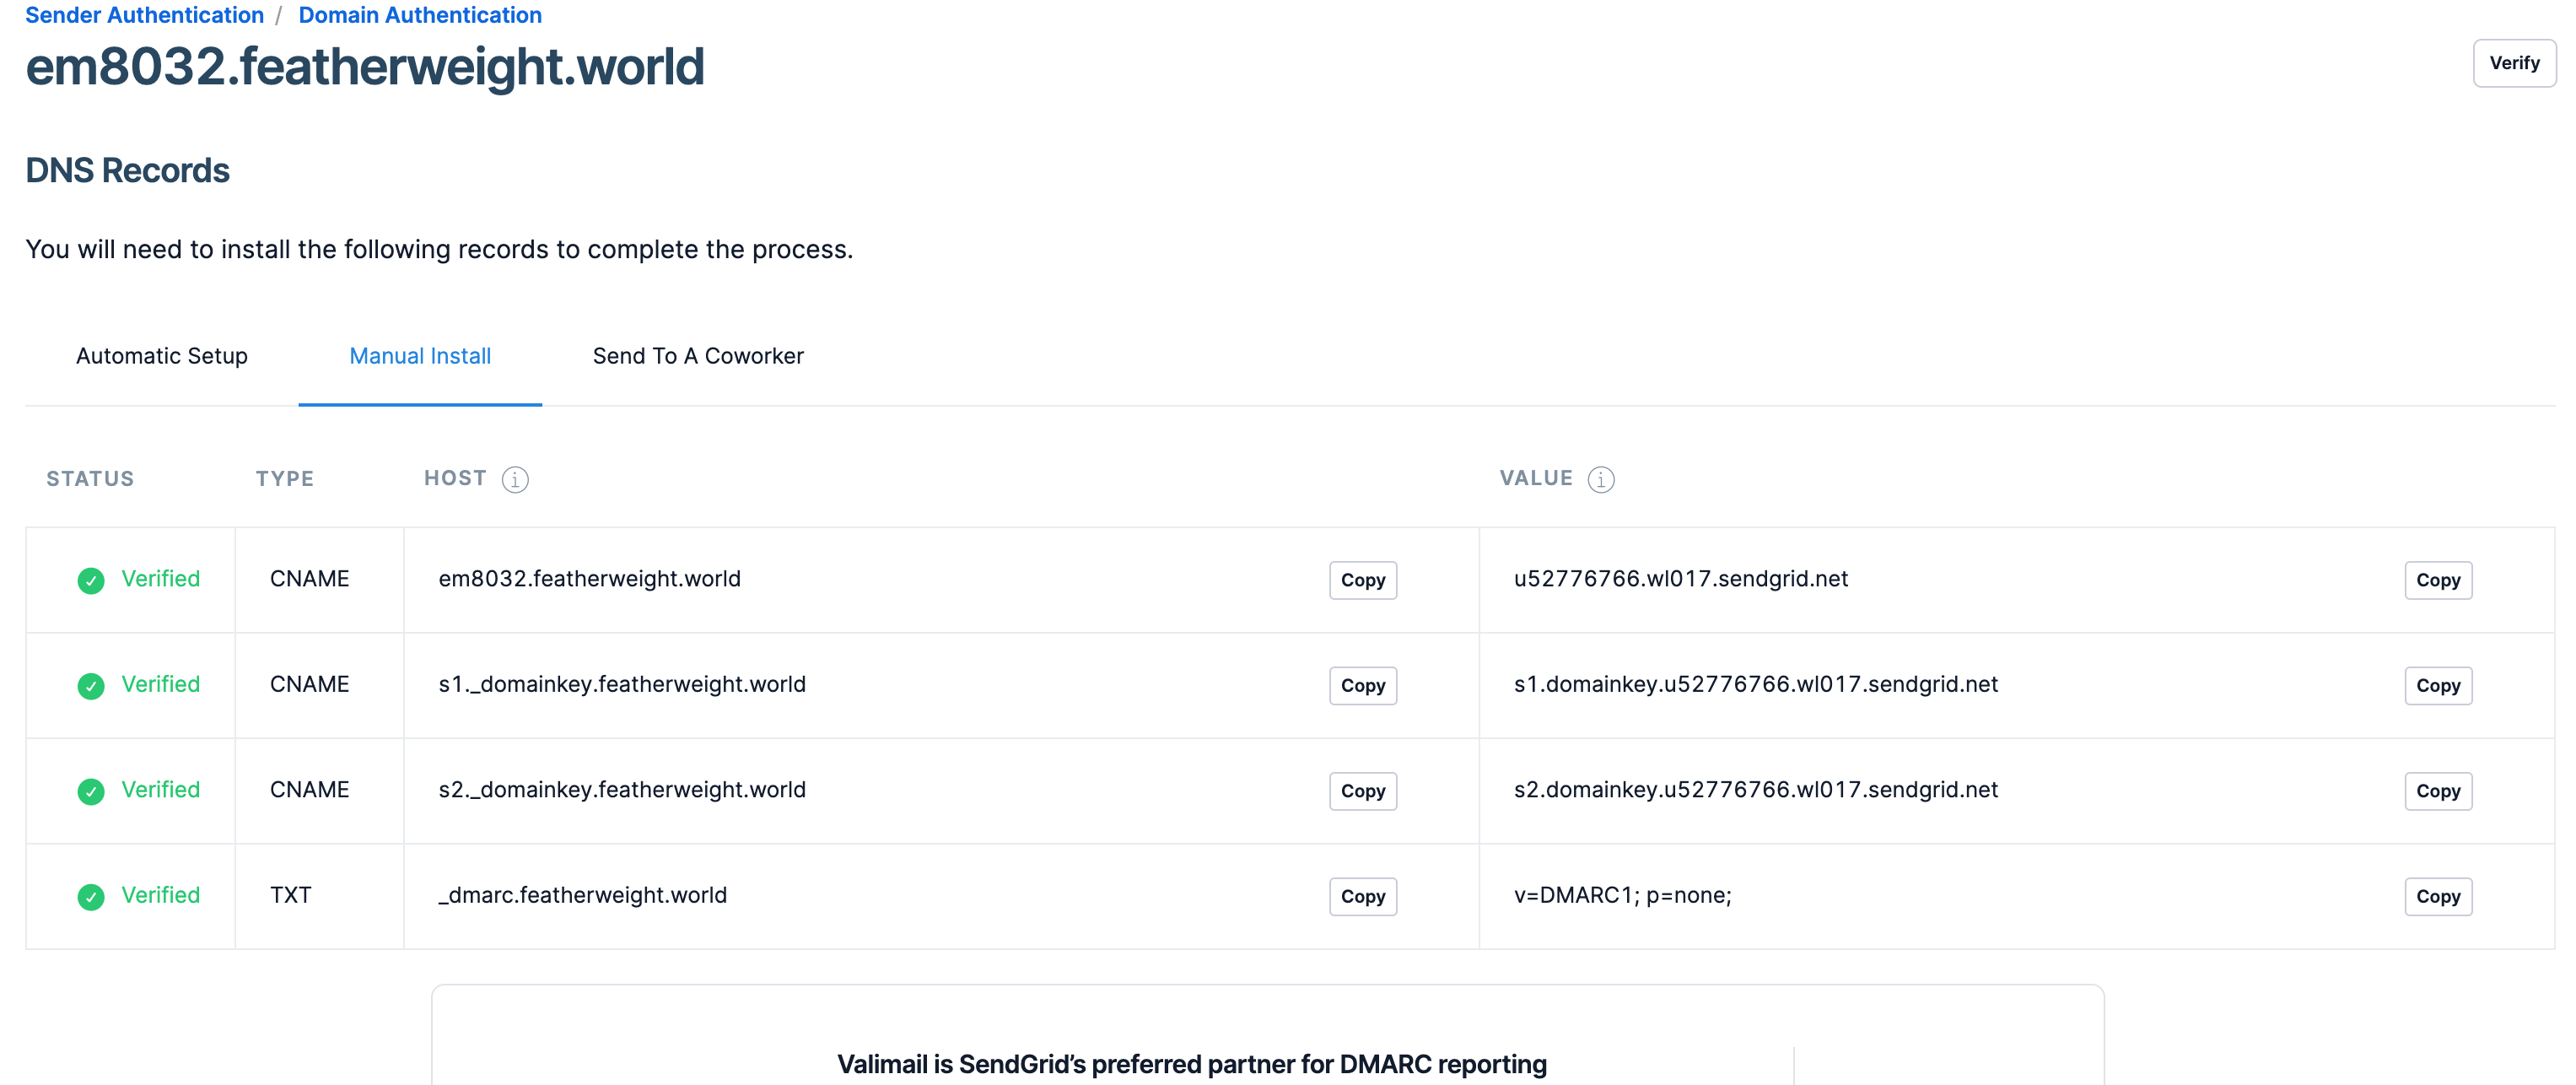 Sender Authentication / Domain Authentication
em8032.featherweight.world
Verify
DNS Records
You will need to install the following records to complete the process.
Automatic Setup Manual Install Send To A Coworker
STATUS TYPE HOST VALUE
Verified CNAME em8032.featherweight.world Copy u52776766.wl017.sendgrid.net Copy
Verified CNAME s1._domainkey.featherweight.world Copy s1.domainkey.u52776766.wl017.sendgrid.net Copy
Verified CNAME s2._domainkey.featherweight.world Copy s2.domainkey.u52776766.wl017.sendgrid.net Copy
Verified TXT _dmarc.featherweight.world Copy v=DMARC1; p=none; Copy
Valimail is SendGrid’s preferred partner for DMARC reporting